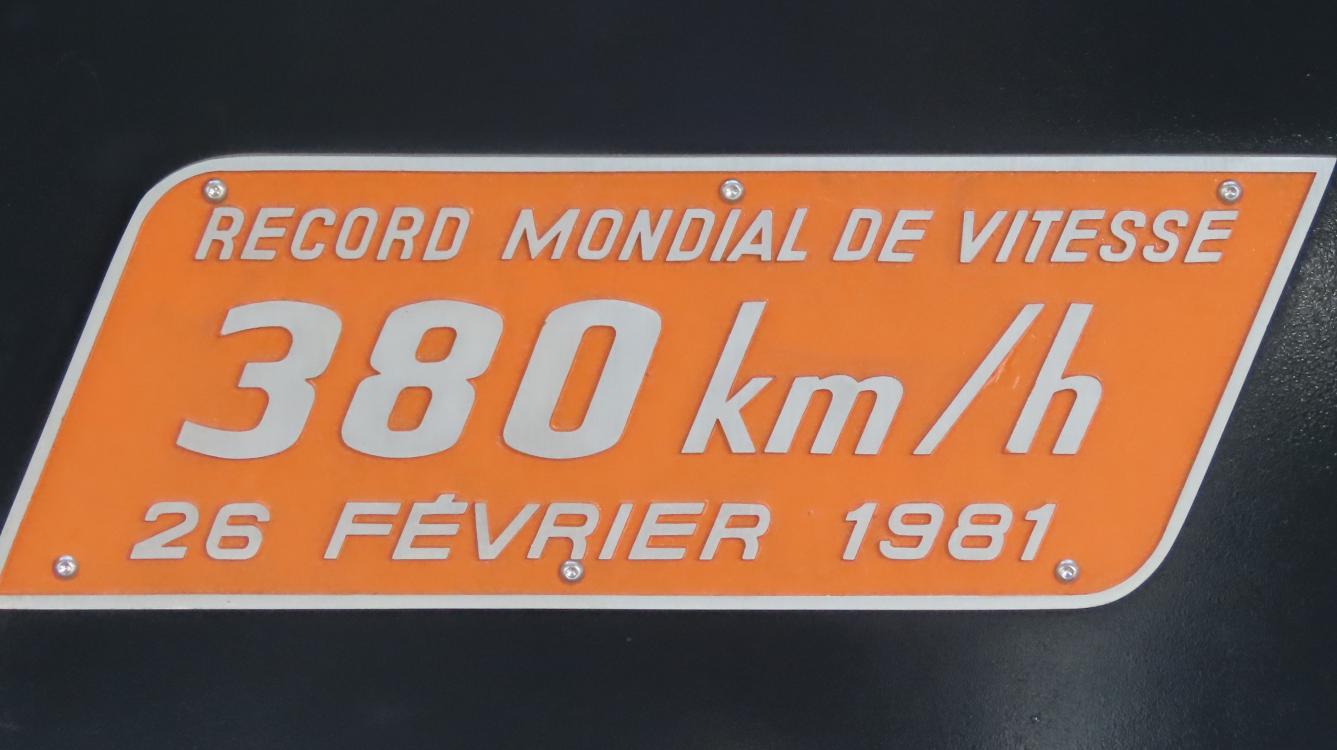 RECORD MONDIAL DE VITESSE
380 km/h
26 FÉVRIER 1981